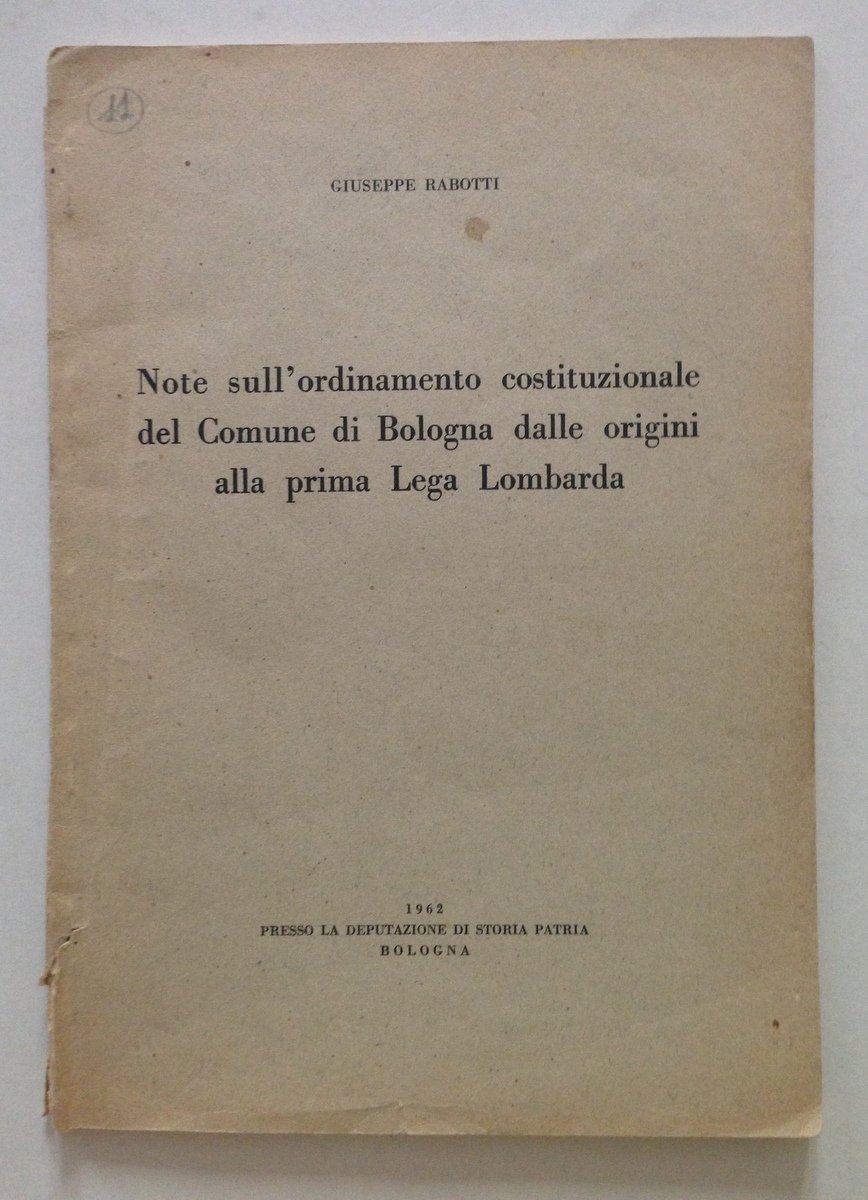 11
GIUSEPPE RABOTTI
Note sull'ordinamento costituzionale
del Comune di Bologna dalle origini
alla prima Lega Lombarda
1962
PRESSO LA DEPUTAZIONE DI STORIA PATRIA
BOLOGNA